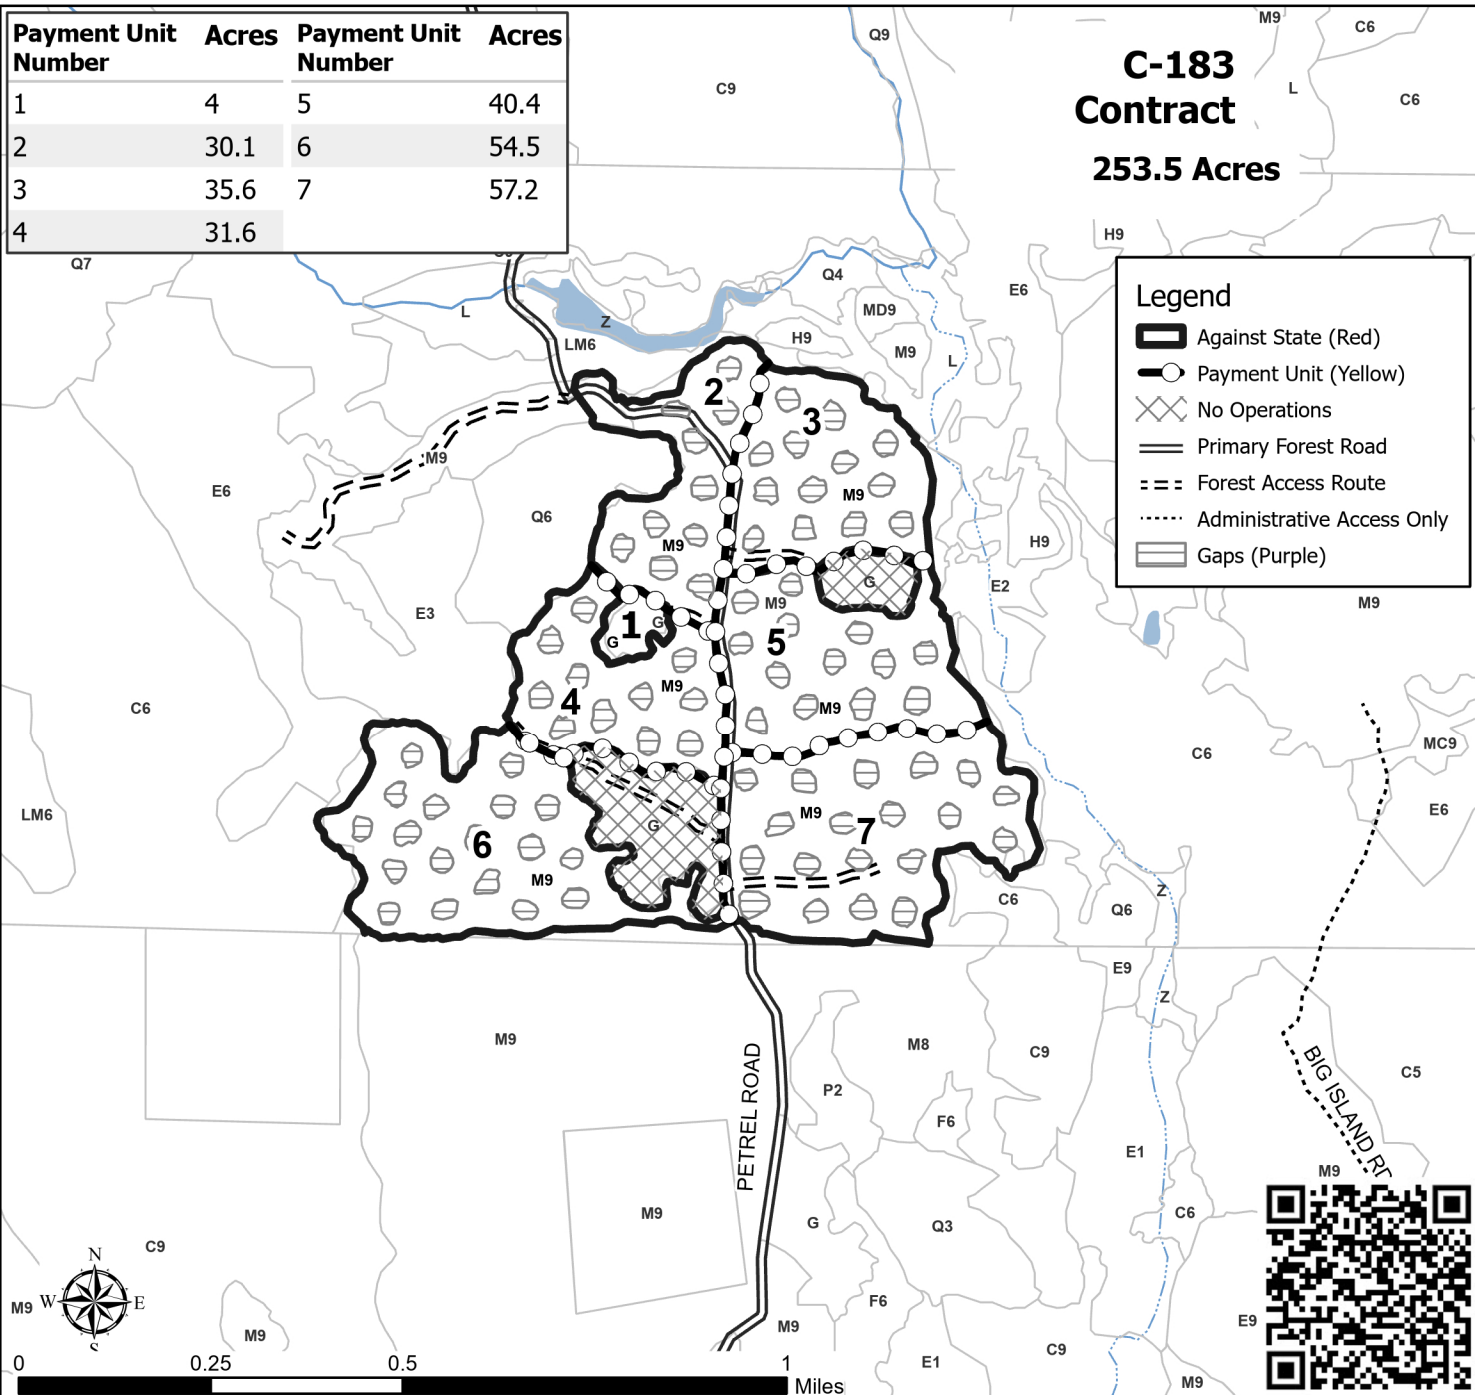 Payment Unit Number Acres Payment Unit Number Acres
1 4 5 40.4
2 30.1 6 54.5
3 35.6 7 57.2
4 31.6
C-183
Contract
253.5 Acres
M9
C6
Q9
C9
L
C6
H9
Q7
Q4
E6
MD9
L
Z
LM6
H9
M9
L
Legend
Against State (Red)
Payment Unit (Yellow)
No Operations
Primary Forest Road
Forest Access Route
Administrative Access Only
Gaps (Purple)
2
3
M9
E6
M9
Q6
M9
H9
G
E2
M9
M9
E3
1
G
G
5
M9
4
M9
C6
C6
MC9
LM6
E6
M9
G
7
6
M9
Z
C6
Q6
E9
Z
M9
M8
C9
C5
P2
PETREL ROAD
BIG ISLAND RD
F6
E1
M9
M9
G
Q3
C6
C9
N
W E
S
M9
F6
M9
M9
E9
C9
E1
M9
0 0.25 0.5 1
Miles